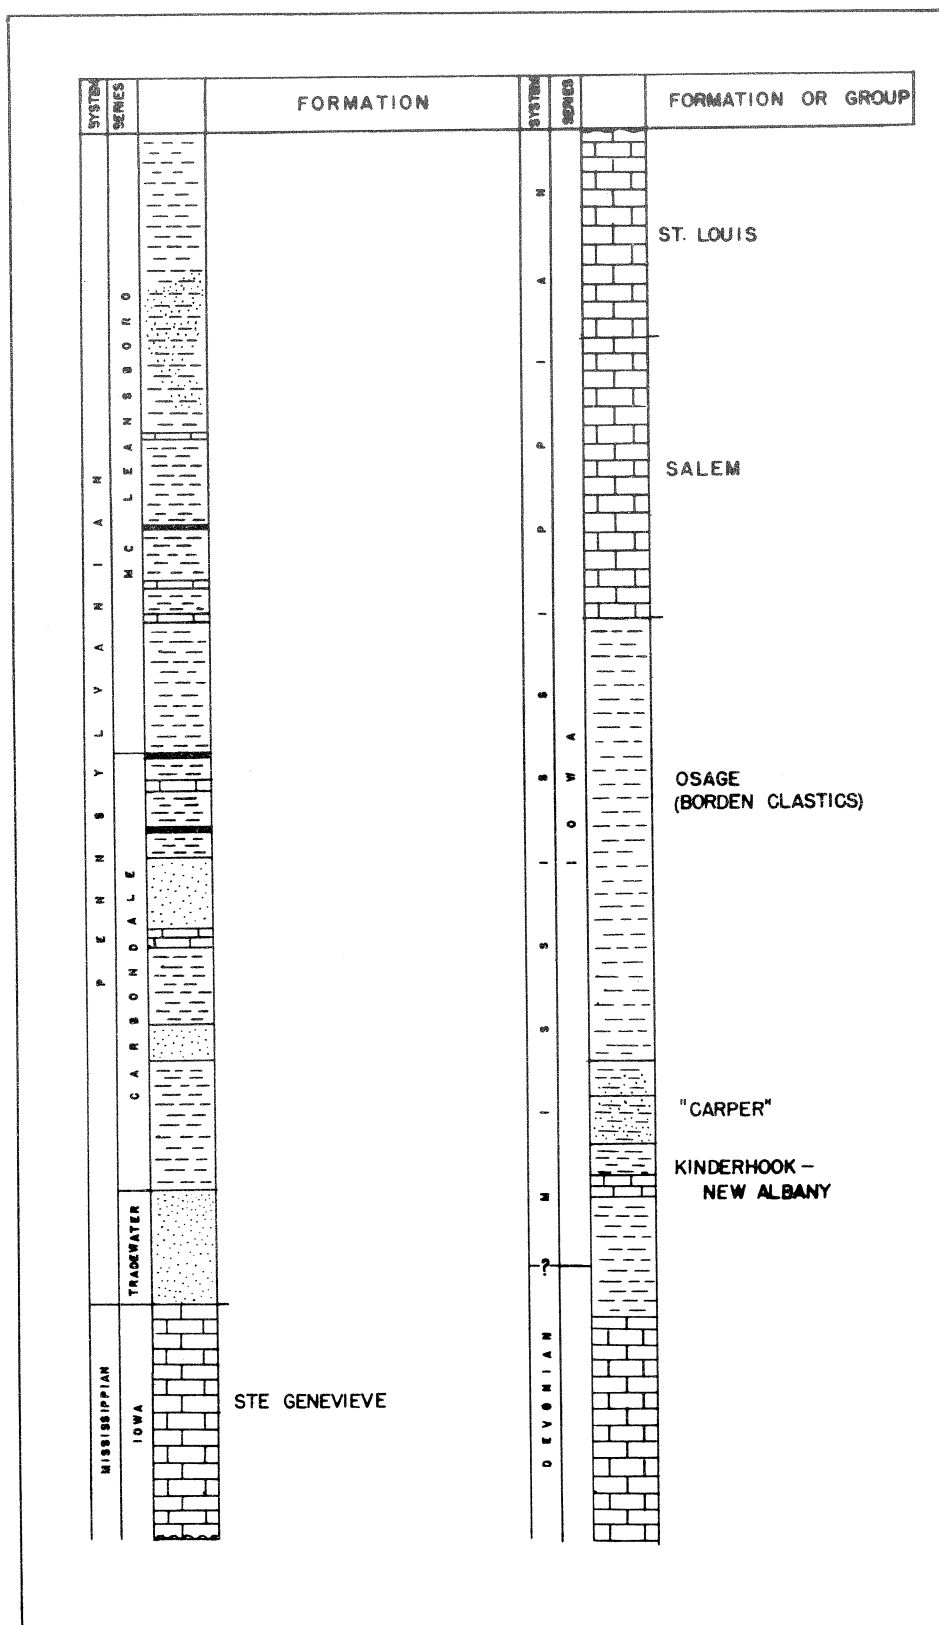 SYSTEM
SERIES
FORMATION
PENNSYLVANIAN
MC LEANSBORO
CARBONDALE
TRADEWATER
MISSISSIPPIAN
IOWA
STE GENEVIEVE
SYSTEM
SERIES
FORMATION OR GROUP
MISSISSIPPIAN
IOWA
ST. LOUIS
SALEM
OSAGE
(BORDEN CLASTICS)
"CARPER"
KINDERHOOK –
NEW ALBANY
?
DEVONIAN